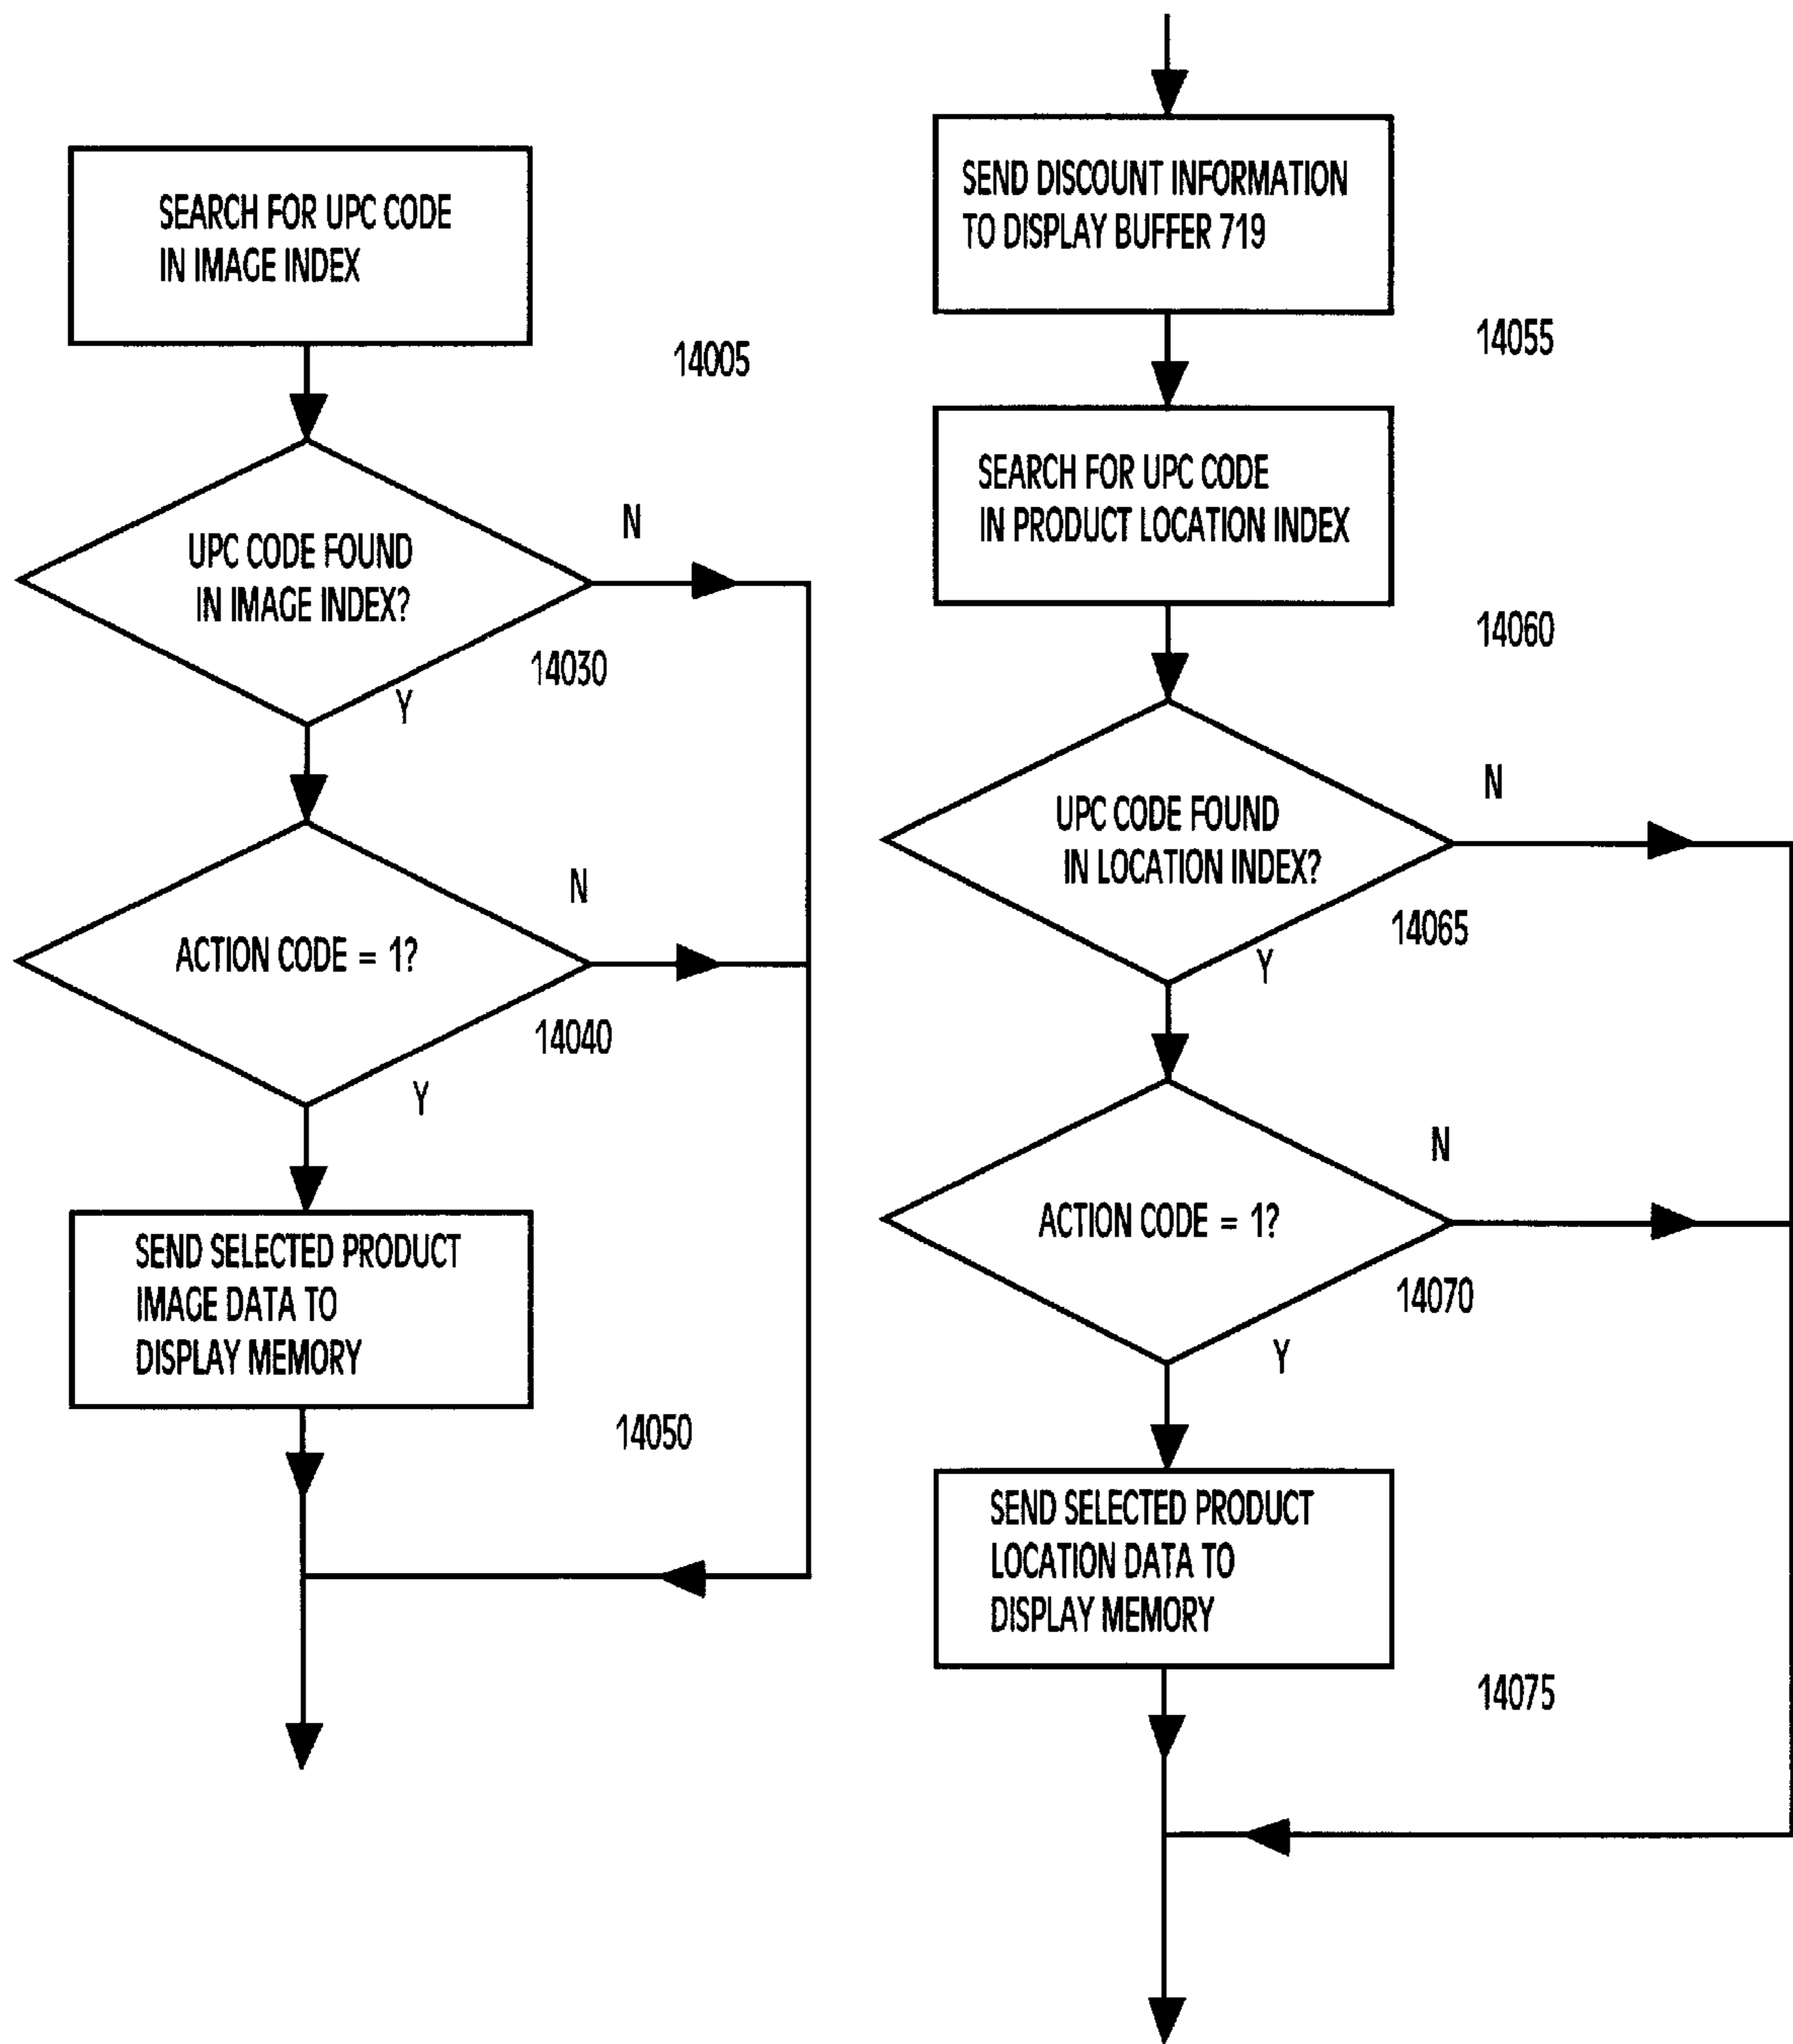 SEARCH FOR UPC CODE
IN IMAGE INDEX
14005
UPC CODE FOUND
IN IMAGE INDEX?
N
14030
Y
ACTION CODE = 1?
N
14040
Y
SEND SELECTED PRODUCT
IMAGE DATA TO
DISPLAY MEMORY
14050
SEND DISCOUNT INFORMATION
TO DISPLAY BUFFER 719
14055
SEARCH FOR UPC CODE
IN PRODUCT LOCATION INDEX
14060
UPC CODE FOUND
IN LOCATION INDEX?
N
14065
Y
ACTION CODE = 1?
N
14070
Y
SEND SELECTED PRODUCT
LOCATION DATA TO
DISPLAY MEMORY
14075